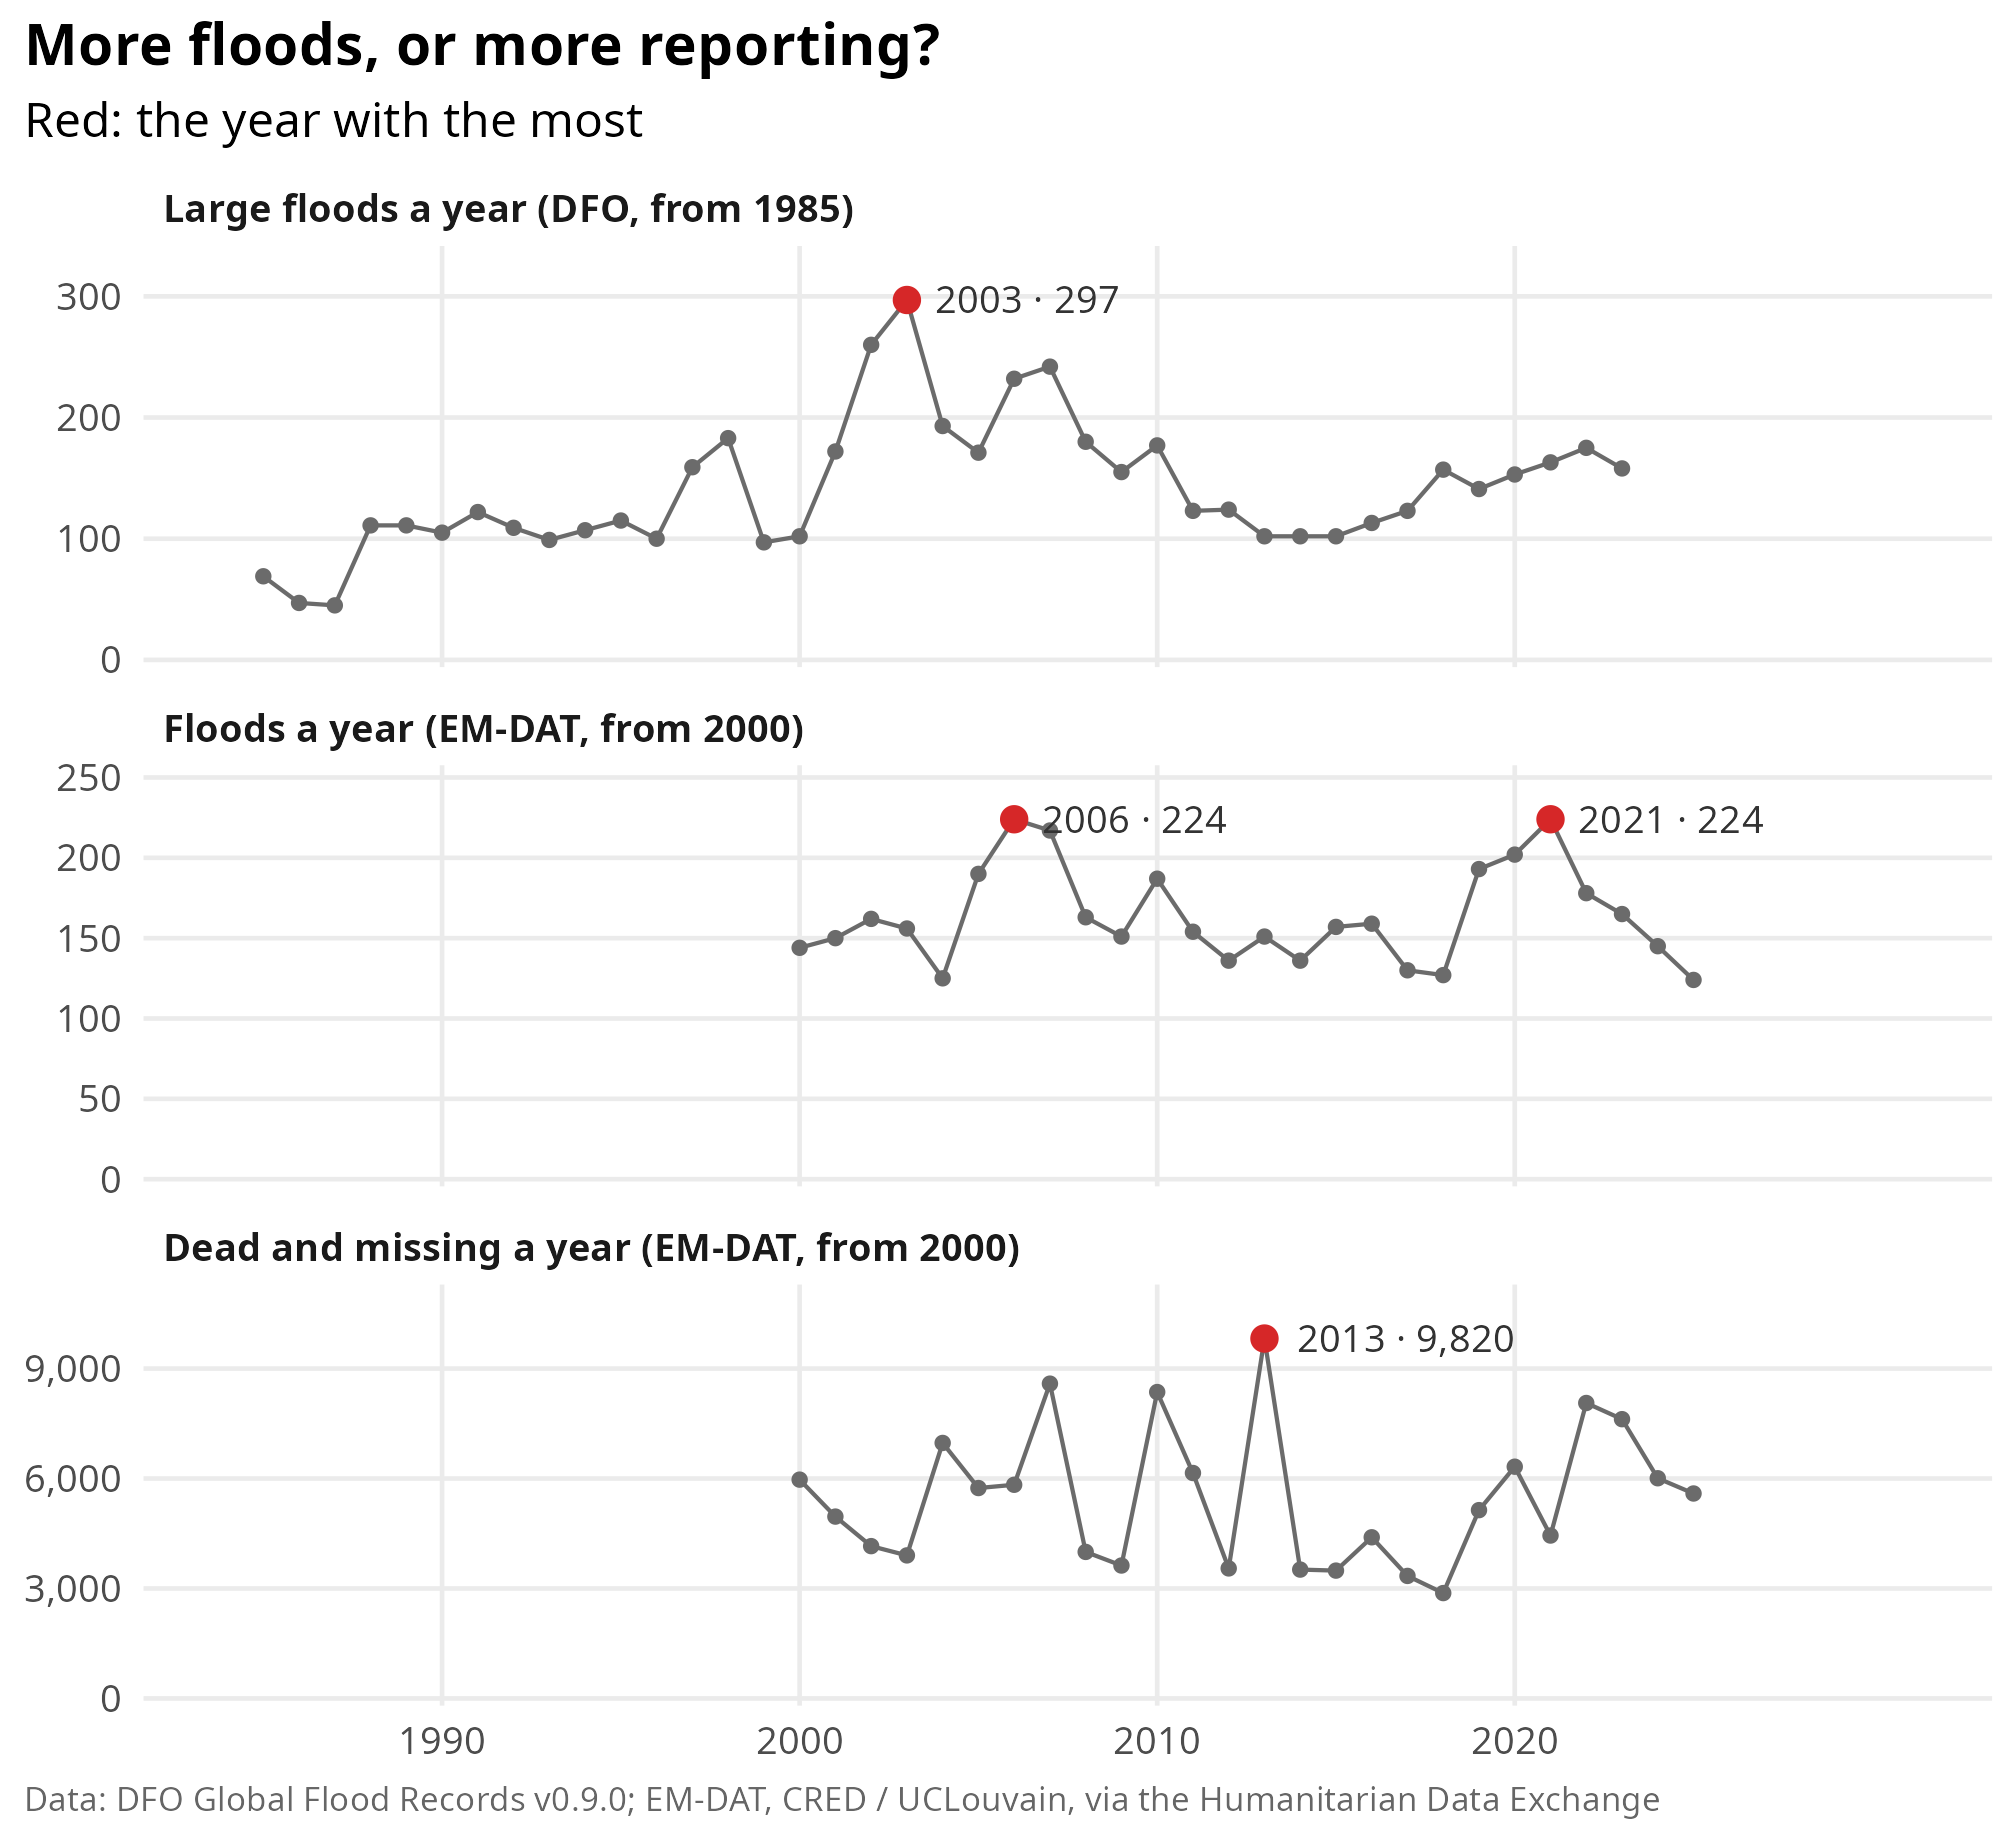 More floods, or more reporting?
Red: the year with the most
Large floods a year (DFO, from 1985)
300
2003 · 297
200
100
0
Floods a year (EM-DAT, from 2000)
250
2006 · 224
2021 · 224
200
150
100
50
0
Dead and missing a year (EM-DAT, from 2000)
2013 · 9,820
9,000
6,000
3,000
0
1990 2000 2010 2020
Data: DFO Global Flood Records v0.9.0; EM-DAT, CRED / UCLouvain, via the Humanitarian Data Exchange